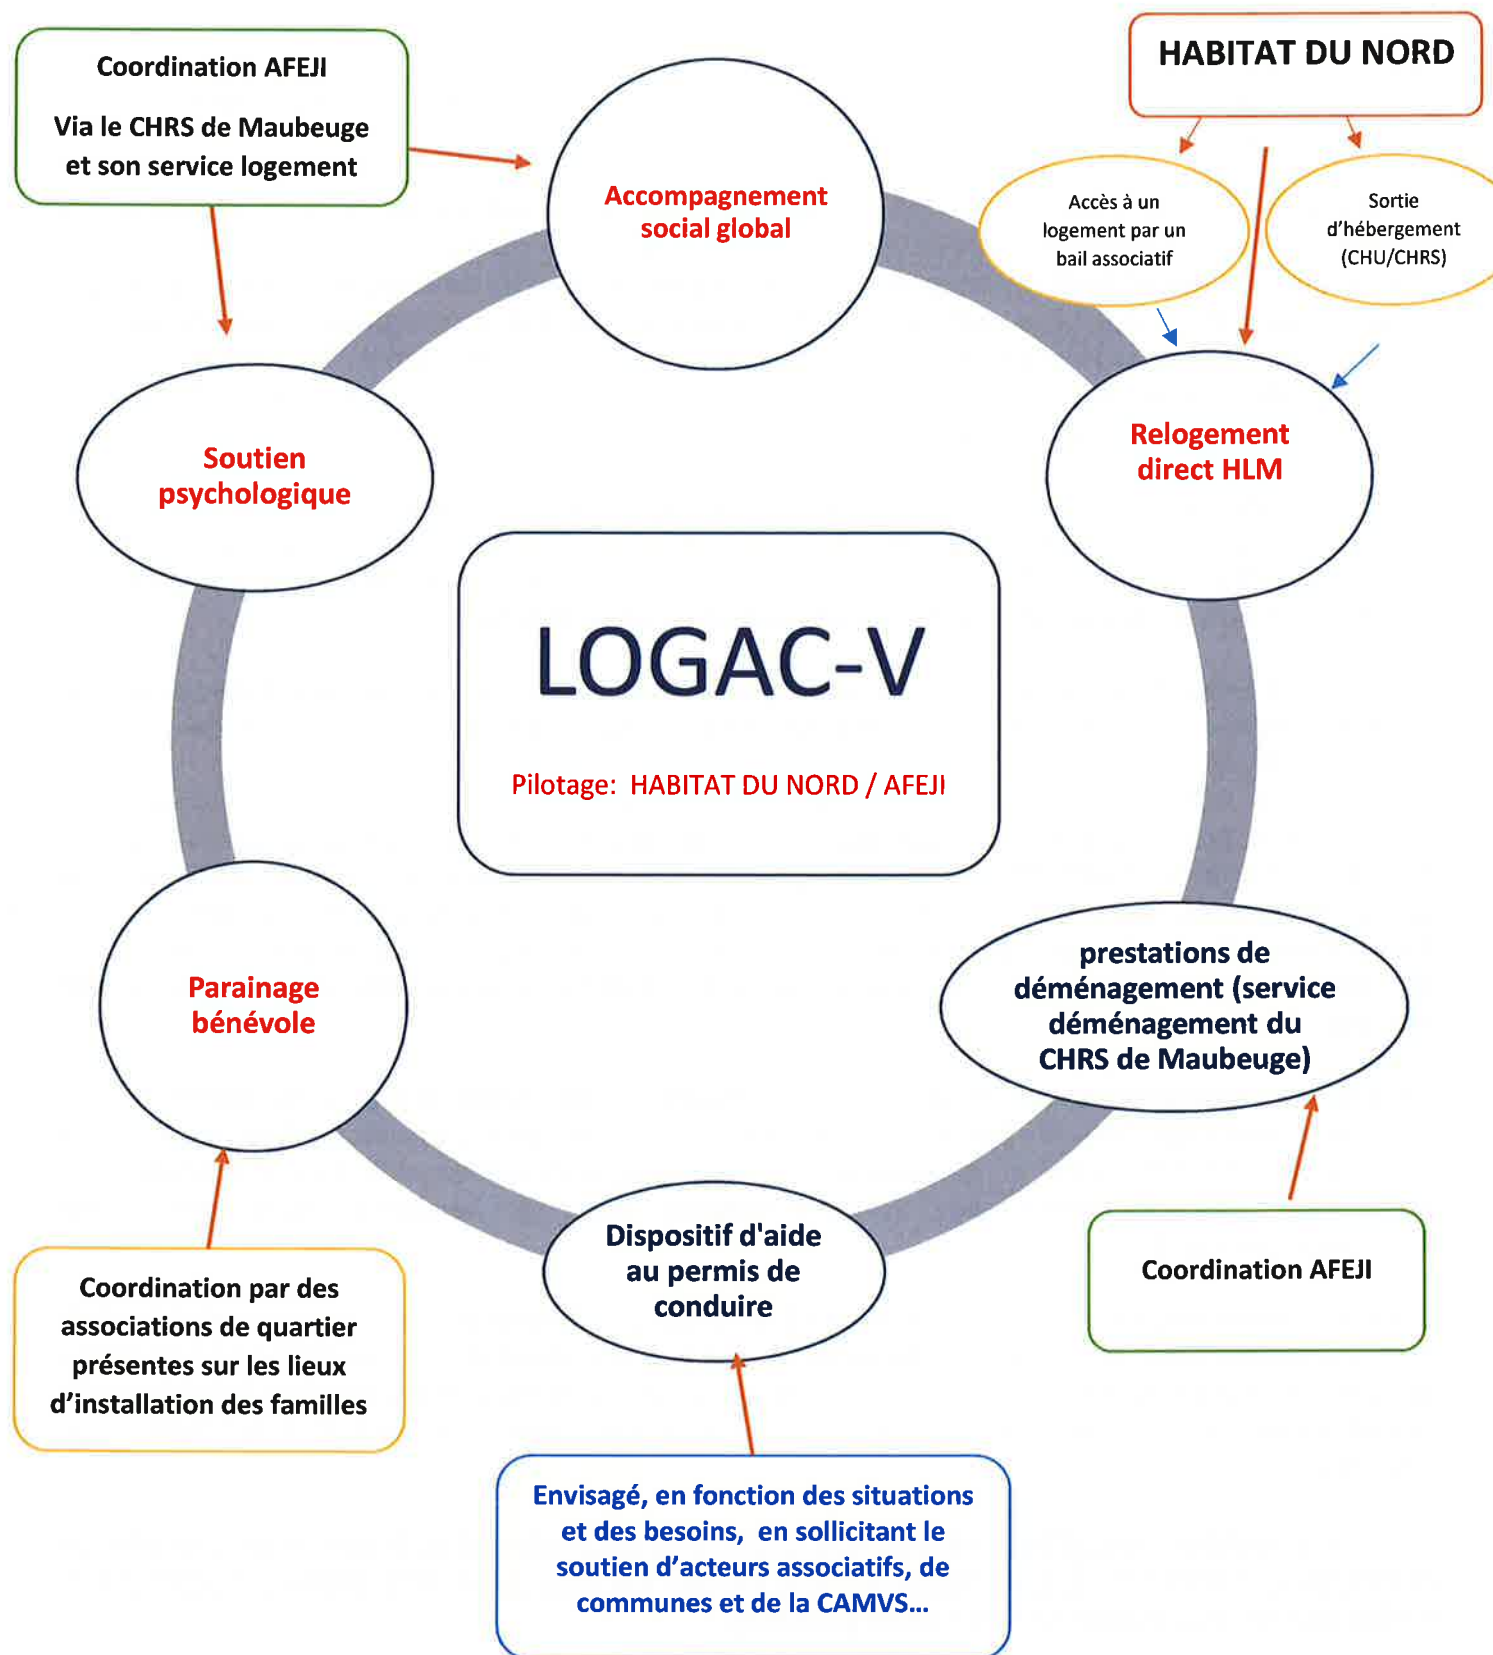 Coordination AFEJI
Via le CHRS de Maubeuge
et son service logement
HABITAT DU NORD
Accompagnement
social global
Accès à un
logement par un
bail associatif
Sortie
d'hébergement
(CHU/CHRS)
Soutien
psychologique
Relogement
direct HLM
LOGAC-V
Pilotage: HABITAT DU NORD / AFEJI
Parainage
bénévole
prestations de
déménagement (service
déménagement du
CHRS de Maubeuge)
Dispositif d'aide
au permis de
conduire
Coordination AFEJI
Coordination par des
associations de quartier
présentes sur les lieux
d'installation des familles
Envisagé, en fonction des situations
et des besoins, en sollicitant le
soutien d'acteurs associatifs, de
communes et de la CAMVS...